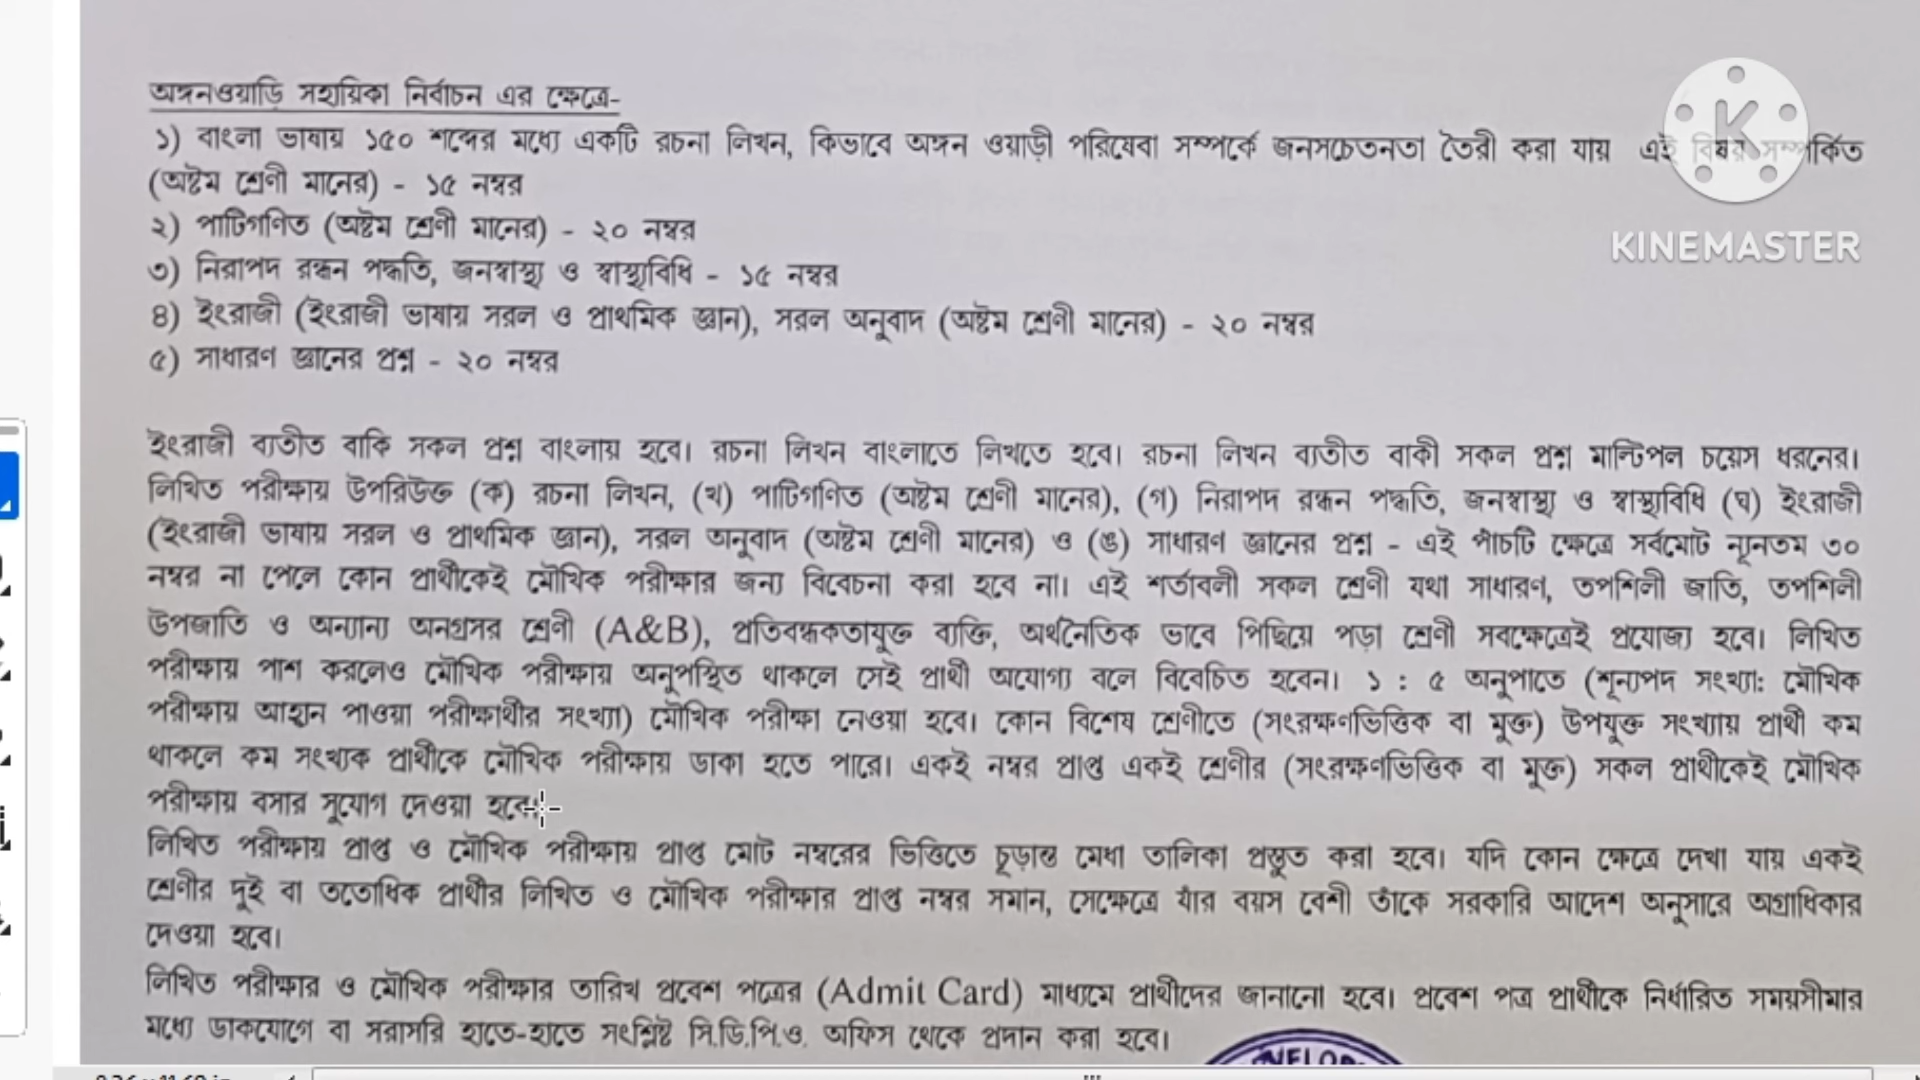 অঙ্গনওয়াড়ি সহায়িকা নির্বাচন এর ক্ষেত্রে-
১) বাংলা ভাষায় ১৫০ শব্দের মধ্যে একটি রচনা লিখন, কিভাবে অঙ্গন ওয়াড়ী পরিষেবা সম্পর্কে জনসচেতনতা তৈরী করা যায় এই বিষয় সম্পর্কিত
(অষ্টম শ্রেণী মানের) - ১৫ নম্বর
২) পাটিগণিত (অষ্টম শ্রেণী মানের) - ২০ নম্বর
৩) নিরাপদ রন্ধন পদ্ধতি, জনস্বাস্থ্য ও স্বাস্থ্যবিধি - ১৫ নম্বর
৪) ইংরাজী (ইংরাজী ভাষায় সরল ও প্রাথমিক জ্ঞান), সরল অনুবাদ (অষ্টম শ্রেণী মানের) - ২০ নম্বর
৫) সাধারণ জ্ঞানের প্রশ্ন - ২০ নম্বর
KINEMASTER
ইংরাজী ব্যতীত বাকি সকল প্রশ্ন বাংলায় হবে। রচনা লিখন বাংলাতে লিখতে হবে। রচনা লিখন ব্যতীত বাকী সকল প্রশ্ন মাল্টিপল চয়েস ধরনের।
লিখিত পরীক্ষায় উপরিউক্ত (ক) রচনা লিখন, (খ) পাটিগণিত (অষ্টম শ্রেণী মানের), (গ) নিরাপদ রন্ধন পদ্ধতি, জনস্বাস্থ্য ও স্বাস্থ্যবিধি (ঘ) ইংরাজী
(ইংরাজী ভাষায় সরল ও প্রাথমিক জ্ঞান), সরল অনুবাদ (অষ্টম শ্রেণী মানের) ও (ঙ) সাধারণ জ্ঞানের প্রশ্ন - এই পাঁচটি ক্ষেত্রে সর্বমোট ন্যূনতম ৩০
নম্বর না পেলে কোন প্রার্থীকেই মৌখিক পরীক্ষার জন্য বিবেচনা করা হবে না। এই শর্তাবলী সকল শ্রেণী যথা সাধারণ, তপশিলী জাতি, তপশিলী
উপজাতি ও অন্যান্য অনগ্রসর শ্রেণী (A&B), প্রতিবন্ধকতাযুক্ত ব্যক্তি, অর্থনৈতিক ভাবে পিছিয়ে পড়া শ্রেণী সবক্ষেত্রেই প্রযোজ্য হবে। লিখিত
পরীক্ষায় পাশ করলেও মৌখিক পরীক্ষায় অনুপস্থিত থাকলে সেই প্রার্থী অযোগ্য বলে বিবেচিত হবেন। ১ : ৫ অনুপাতে (শূন্যপদ সংখ্যা: মৌখিক
পরীক্ষায় আহ্বান পাওয়া পরীক্ষার্থীর সংখ্যা) মৌখিক পরীক্ষা নেওয়া হবে। কোন বিশেষ শ্রেণীতে (সংরক্ষণভিত্তিক বা মুক্ত) উপযুক্ত সংখ্যায় প্রার্থী কম
থাকলে কম সংখ্যক প্রার্থীকে মৌখিক পরীক্ষায় ডাকা হতে পারে। একই নম্বর প্রাপ্ত একই শ্রেণীর (সংরক্ষণভিত্তিক বা মুক্ত) সকল প্রার্থীকেই মৌখিক
পরীক্ষায় বসার সুযোগ দেওয়া হবে।
লিখিত পরীক্ষায় প্রাপ্ত ও মৌখিক পরীক্ষায় প্রাপ্ত মোট নম্বরের ভিত্তিতে চূড়ান্ত মেধা তালিকা প্রস্তুত করা হবে। যদি কোন ক্ষেত্রে দেখা যায় একই
শ্রেণীর দুই বা ততোধিক প্রার্থীর লিখিত ও মৌখিক পরীক্ষার প্রাপ্ত নম্বর সমান, সেক্ষেত্রে যাঁর বয়স বেশী তাঁকে সরকারি আদেশ অনুসারে অগ্রাধিকার
দেওয়া হবে।
লিখিত পরীক্ষার ও মৌখিক পরীক্ষার তারিখ প্রবেশ পত্রের (Admit Card) মাধ্যমে প্রার্থীদের জানানো হবে। প্রবেশ পত্র প্রার্থীকে নির্ধারিত সময়সীমার
মধ্যে ডাকযোগে বা সরাসরি হাতে-হাতে সংশ্লিষ্ট সি.ডি.পি.ও. অফিস থেকে প্রদান করা হবে।